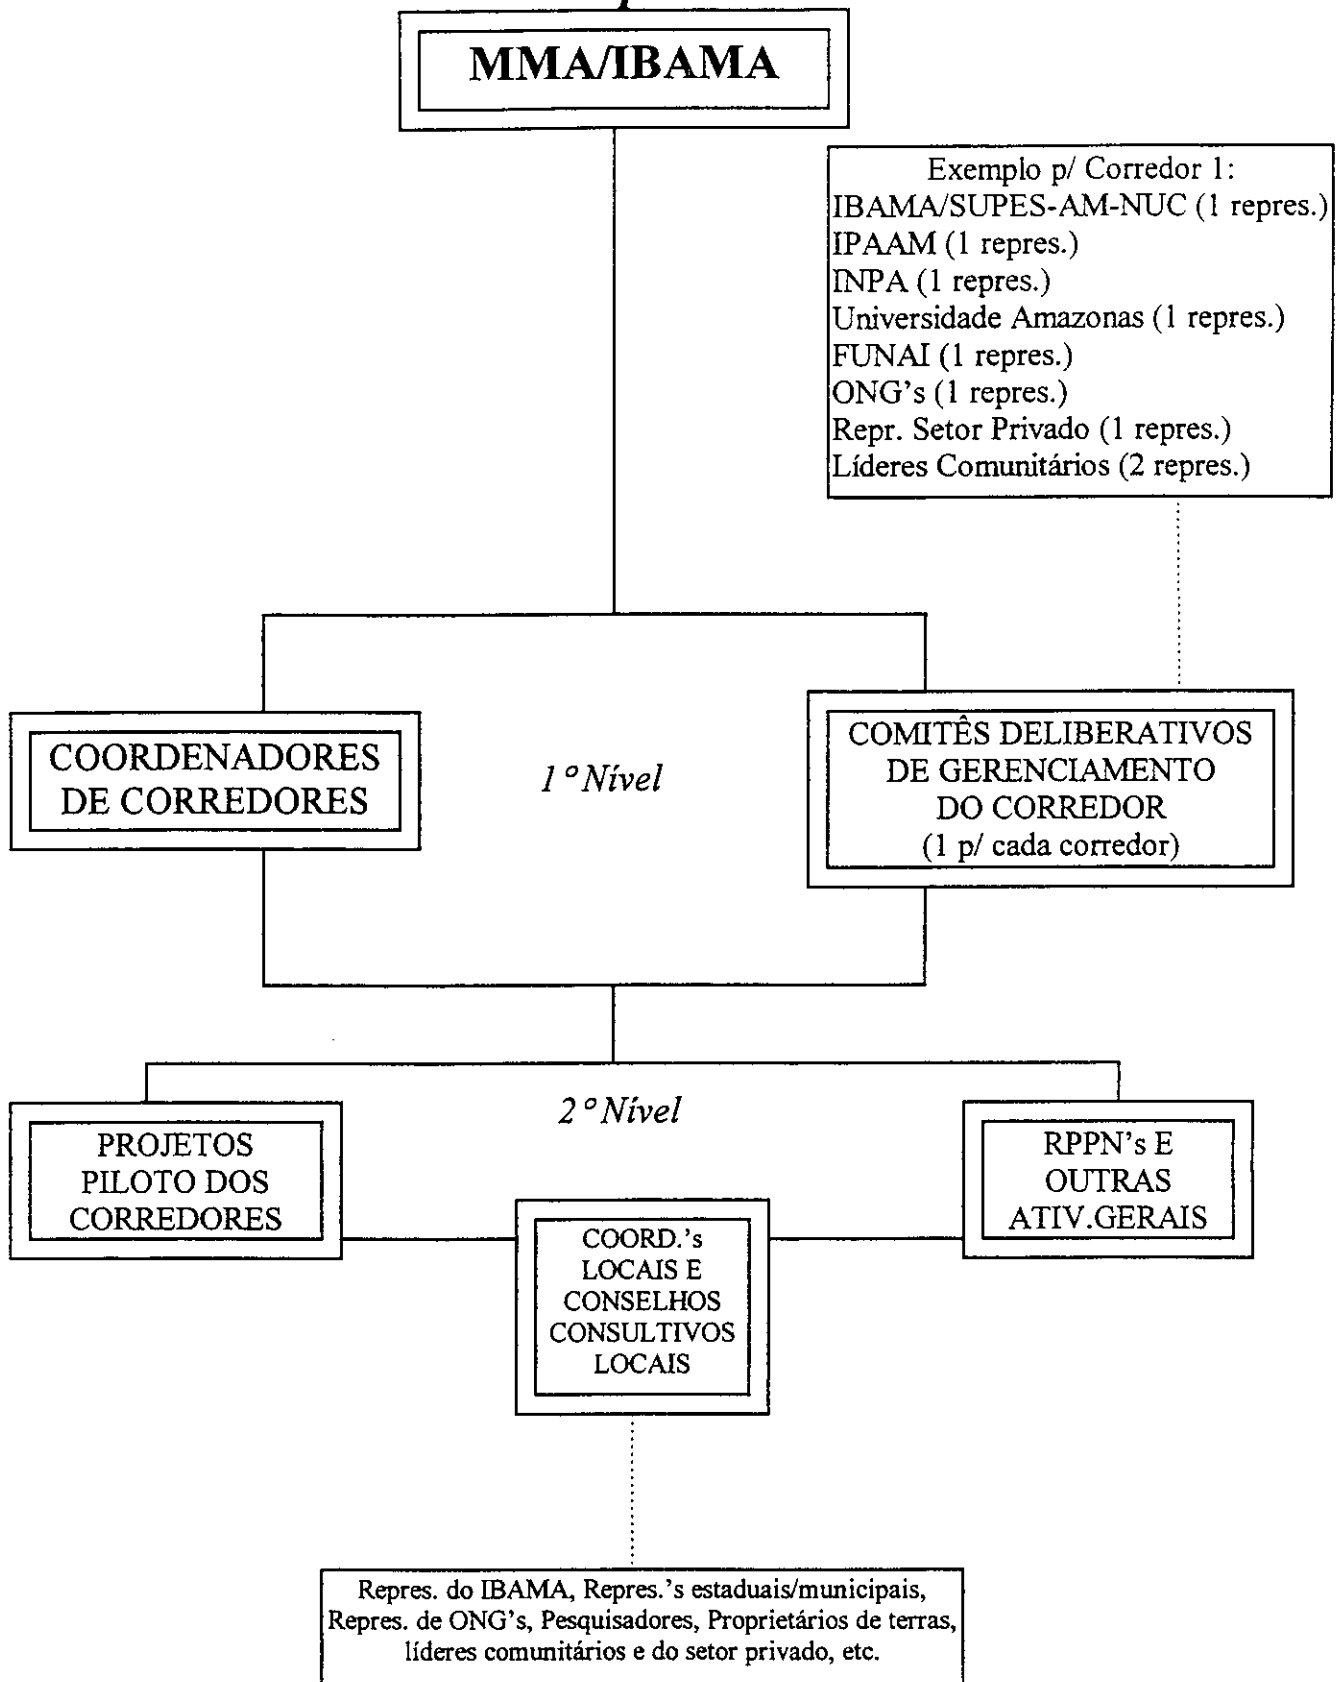 MMA/IBAMA
Exemplo p/ Corredor 1:
IBAMA/SUPES-AM-NUC (1 repres.)
IPAAM (1 repres.)
INPA (1 repres.)
Universidade Amazonas (1 repres.)
FUNAI (1 repres.)
ONG's (1 repres.)
Repr. Setor Privado (1 repres.)
Líderes Comunitários (2 repres.)
COORDENADORES
DE CORREDORES
1º Nível
COMITÊS DELIBERATIVOS
DE GERENCIAMENTO
DO CORREDOR
(1 p/ cada corredor)
2º Nível
PROJETOS
PILOTO DOS
CORREDORES
RPPN's E
OUTRAS
ATIV.GERAIS
COORD.'s
LOCAIS E
CONSELHOS
CONSULTIVOS
LOCAIS
Repres. do IBAMA, Repres.'s estaduais/municipais,
Repres. de ONG's, Pesquisadores, Proprietários de terras,
líderes comunitários e do setor privado, etc.